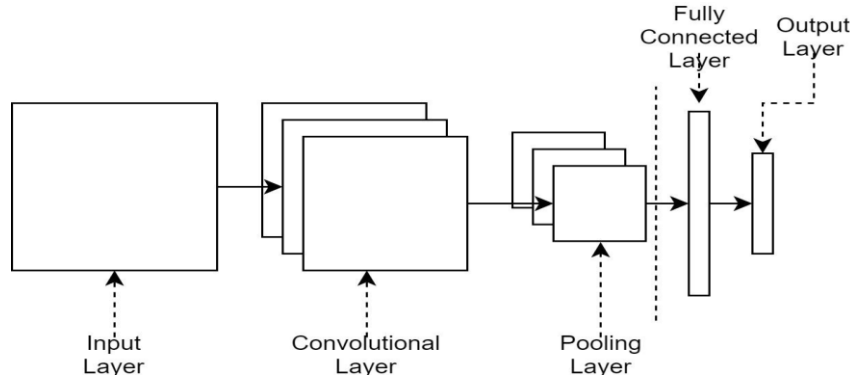 Fully
Connected
Layer
Output
Layer
Input
Layer
Convolutional
Layer
Pooling
Layer